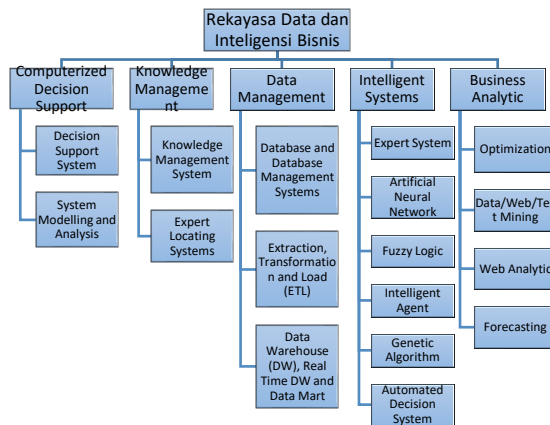 Rekayasa Data dan
Inteligensi Bisnis
Computerized
Decision
Support
Decision
Support
System
System
Modelling and
Analysis
Knowledge
Manageme
nt
Knowledge
Management
System
Expert
Locating
Systems
Data
Management
Database and
Database
Management
Systems
Extraction,
Transformatio
n and Load
(ETL)
Data
Warehouse
(DW), Real
Time DW and
Data Mart
Intelligent
Systems
Expert System
Artificial
Neural
Network
Fuzzy Logic
Intelligent
Agent
Genetic
Algorithm
Automated
Decision
System
Business
Analytic
Optimization
Data/Web/Te
t Mining
Web Analytic
Forecasting